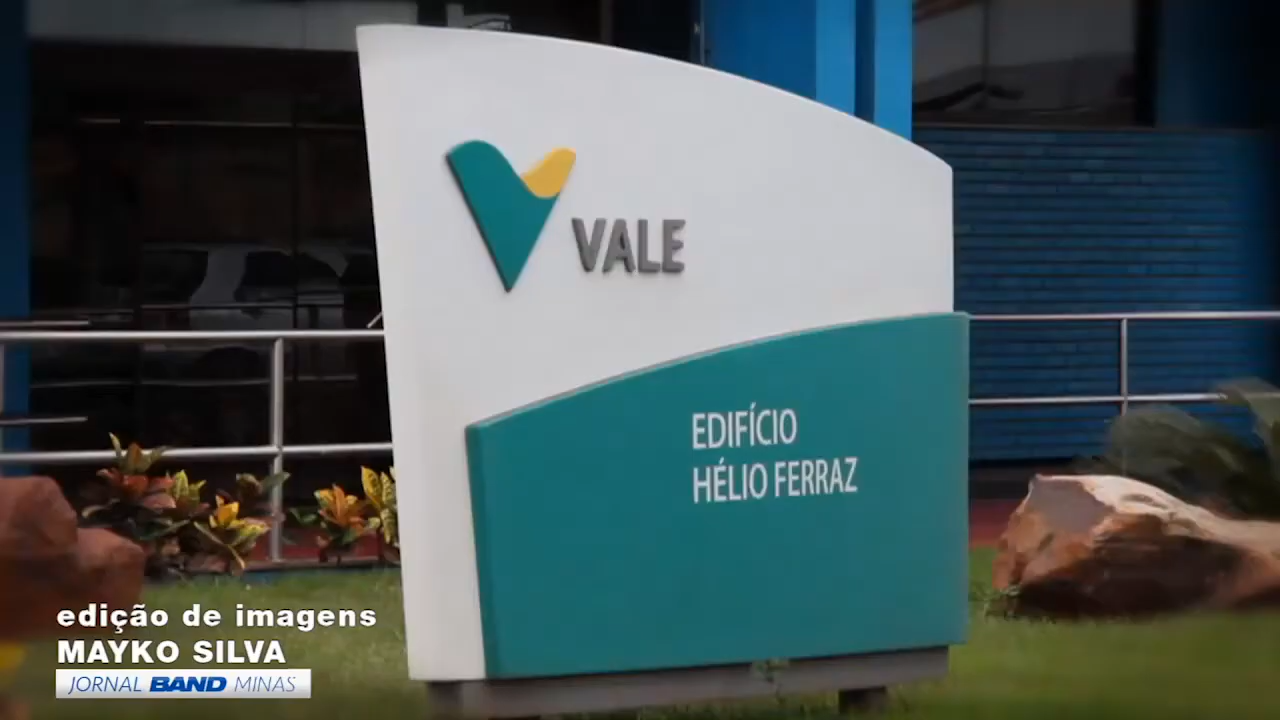 VALE
EDIFÍCIO
HÉLIO FERRAZ
edição de imagens
MAYKO SILVA
JORNAL BAND MINAS